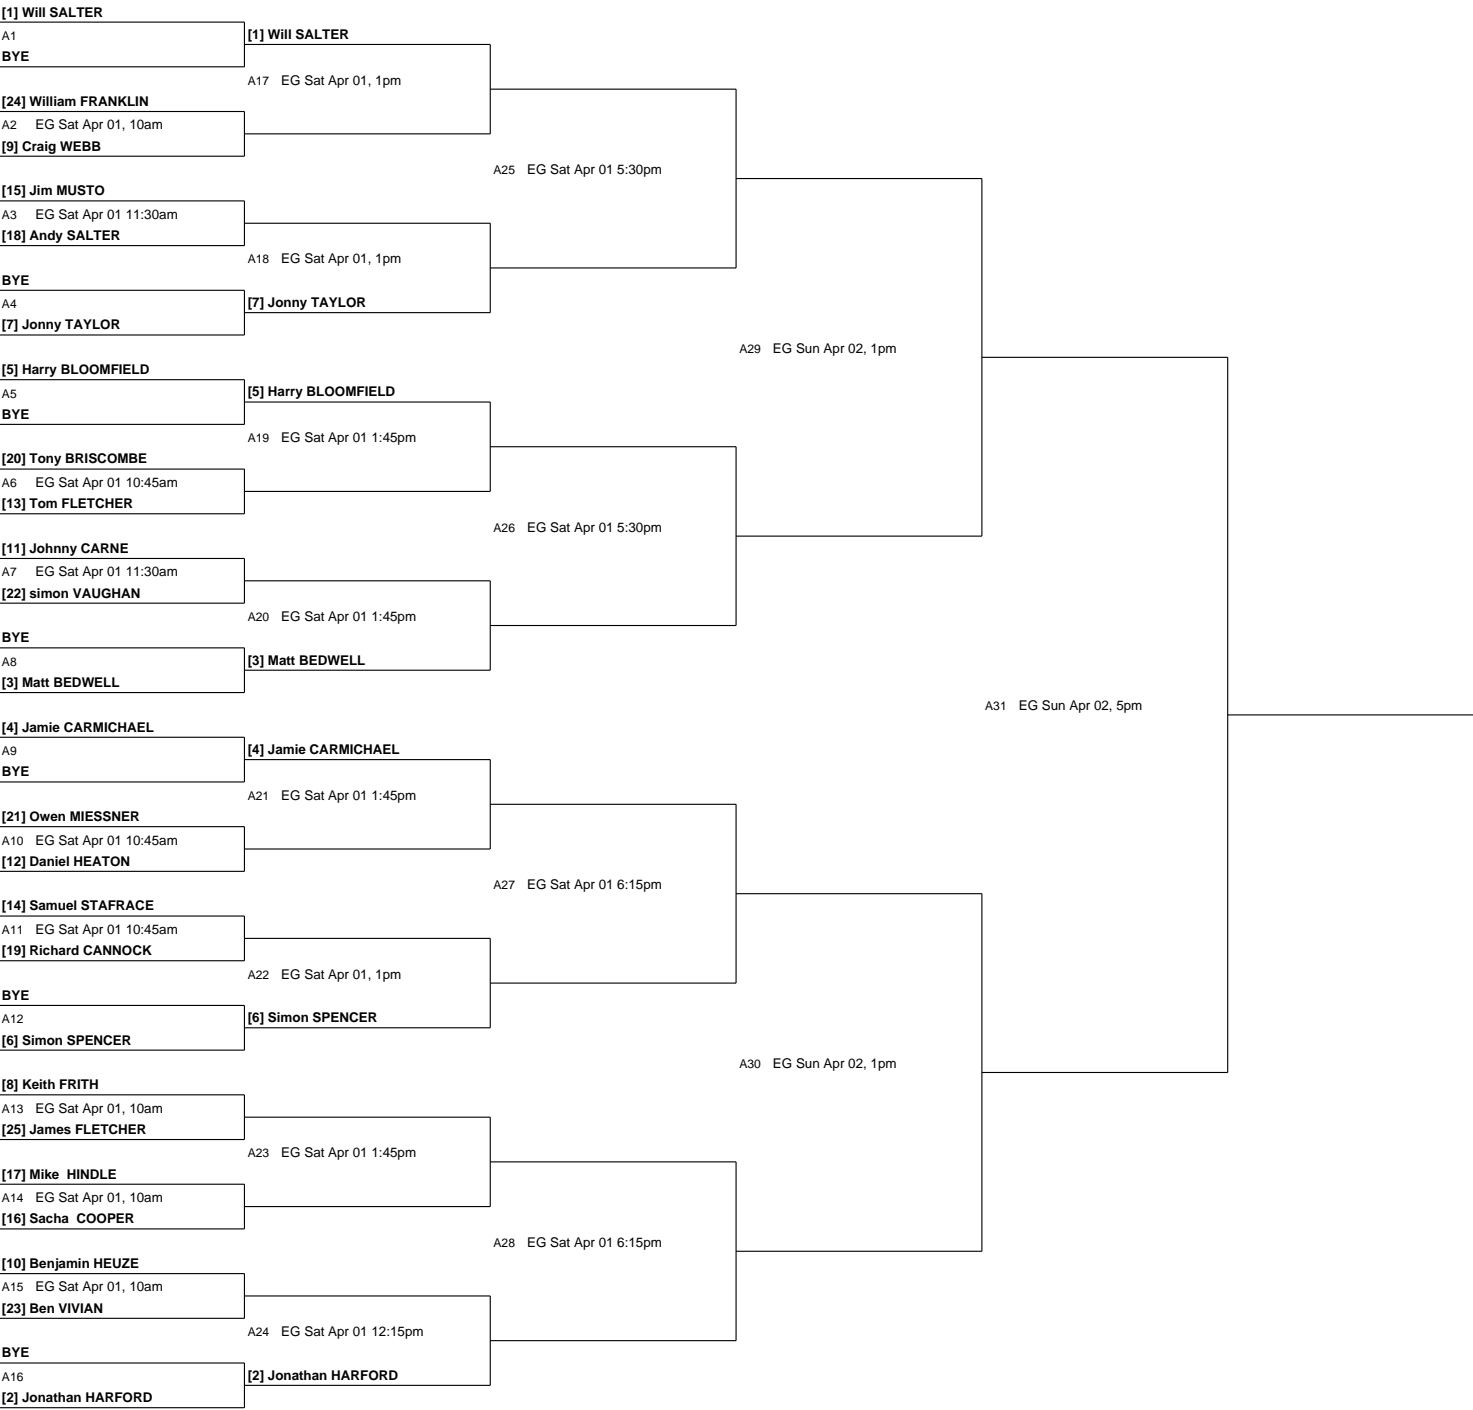 [1] Will SALTER
A1
BYE
[24] William FRANKLIN
A2 EG Sat Apr 01, 10am
[9] Craig WEBB
[15] Jim MUSTO
A3 EG Sat Apr 01 11:30am
[18] Andy SALTER
BYE
A4
[7] Jonny TAYLOR
[5] Harry BLOOMFIELD
A5
BYE
[20] Tony BRISCOMBE
A6 EG Sat Apr 01 10:45am
[13] Tom FLETCHER
[11] Johnny CARNE
A7 EG Sat Apr 01 11:30am
[22] simon VAUGHAN
BYE
A8
[3] Matt BEDWELL
[4] Jamie CARMICHAEL
A9
BYE
[21] Owen MIESSNER
A10 EG Sat Apr 01 10:45am
[12] Daniel HEATON
[14] Samuel STAFRACE
A11 EG Sat Apr 01 10:45am
[19] Richard CANNOCK
BYE
A12
[6] Simon SPENCER
[8] Keith FRITH
A13 EG Sat Apr 01, 10am
[25] James FLETCHER
[17] Mike HINDLE
A14 EG Sat Apr 01, 10am
[16] Sacha COOPER
[10] Benjamin HEUZE
A15 EG Sat Apr 01, 10am
[23] Ben VIVIAN
BYE
A16
[2] Jonathan HARFORD
[1] Will SALTER
A17 EG Sat Apr 01, 1pm
A18 EG Sat Apr 01, 1pm
[7] Jonny TAYLOR
[5] Harry BLOOMFIELD
A19 EG Sat Apr 01 1:45pm
A20 EG Sat Apr 01 1:45pm
[3] Matt BEDWELL
[4] Jamie CARMICHAEL
A21 EG Sat Apr 01 1:45pm
A22 EG Sat Apr 01, 1pm
[6] Simon SPENCER
A23 EG Sat Apr 01 1:45pm
A24 EG Sat Apr 01 12:15pm
[2] Jonathan HARFORD
A25 EG Sat Apr 01 5:30pm
A26 EG Sat Apr 01 5:30pm
A27 EG Sat Apr 01 6:15pm
A28 EG Sat Apr 01 6:15pm
A29 EG Sun Apr 02, 1pm
A30 EG Sun Apr 02, 1pm
A31 EG Sun Apr 02, 5pm